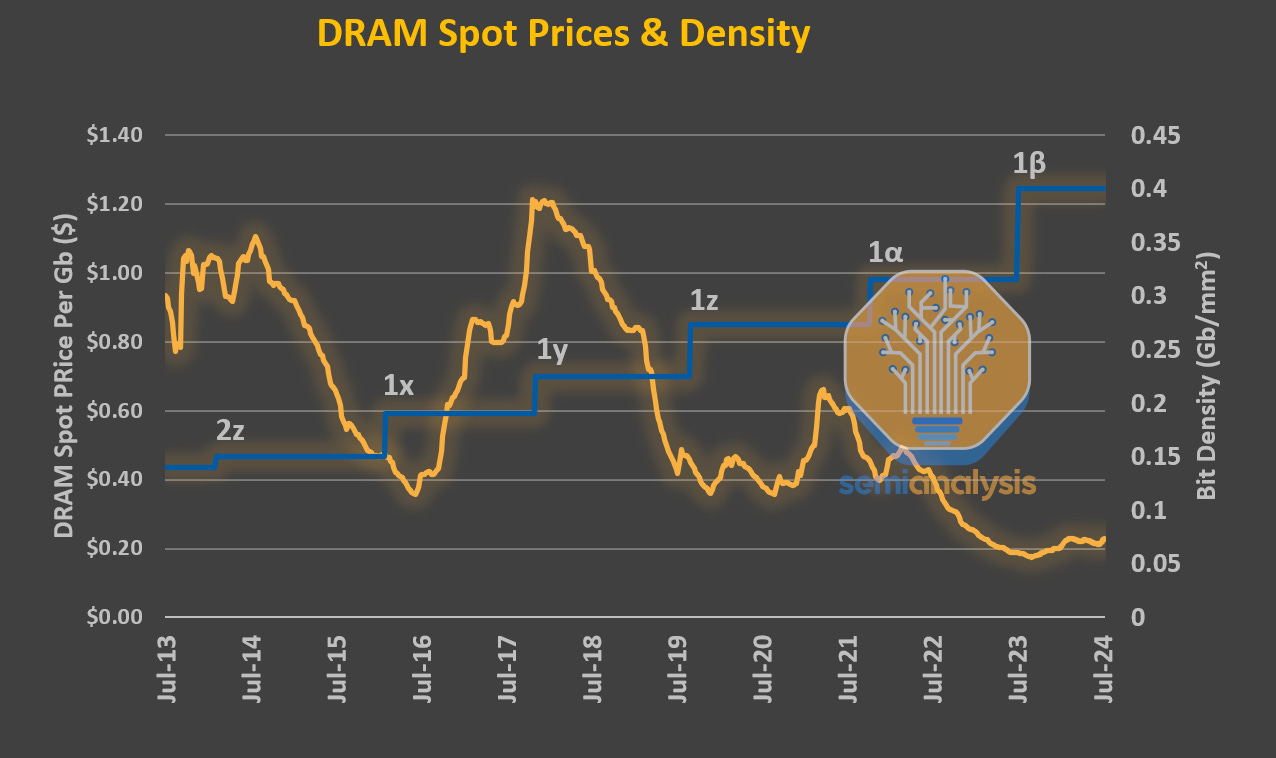 DRAM Spot Prices & Density
DRAM Spot PRice Per Gb ($)
$1.40
$1.20
$1.00
$0.80
$0.60
$0.40
$0.20
$0.00
2z
1x
1y
1z
1α
1β
semianalysis
0.45
0.4
0.35
0.3
0.25
0.2
0.15
0.1
0.05
0
Bit Density (Gb/mm²)
Jul-13
Jul-14
Jul-15
Jul-16
Jul-17
Jul-18
Jul-19
Jul-20
Jul-21
Jul-22
Jul-23
Jul-24